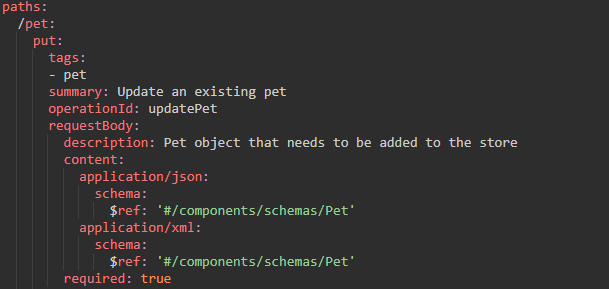 paths:
  /pet:
    put:
      tags:
      - pet
      summary: Update an existing pet
      operationId: updatePet
      requestBody:
        description: Pet object that needs to be added to the store
        content:
          application/json:
            schema:
              $ref: '#/components/schemas/Pet'
          application/xml:
            schema:
              $ref: '#/components/schemas/Pet'
        required: true